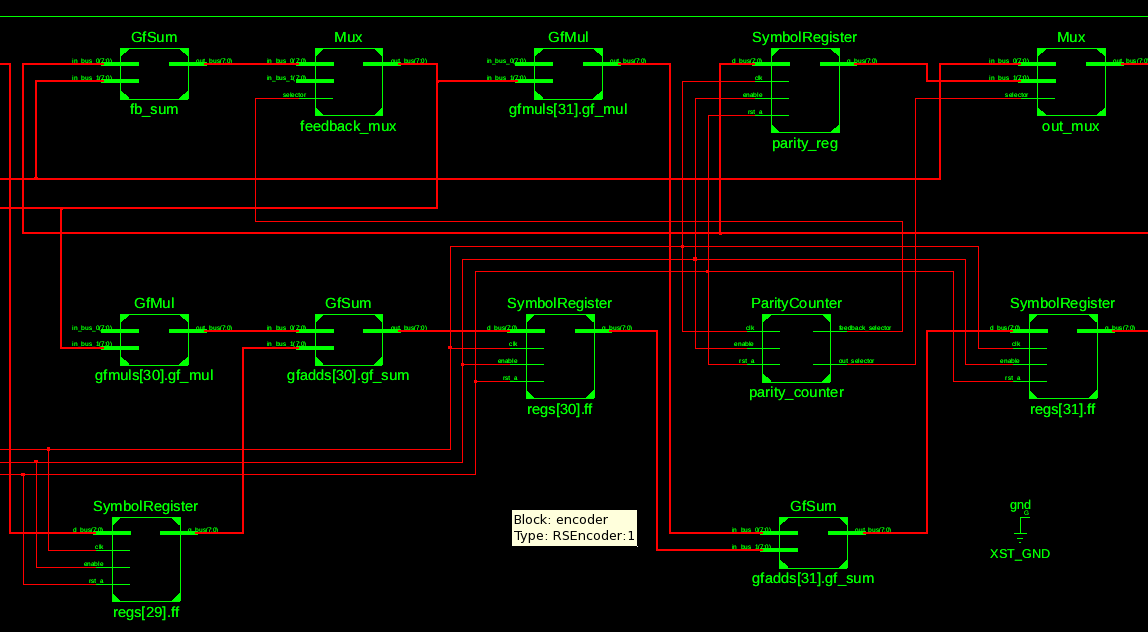 GfSum
in_bus_0(7:0)
out_bus(7:0)
in_bus_1(7:0)
fb_sum
Mux
in_bus_0(7:0)
out_bus(7:0)
in_bus_1(7:0)
selector
feedback_mux
GfMul
in_bus_0(7:0)
out_bus(7:0)
in_bus_1(7:0)
gfmuls[31].gf_mul
SymbolRegister
d_bus(7:0)
q_bus(7:0)
clk
enable
rst_a
parity_reg
Mux
in_bus_0(7:0)
out_bus(7:0)
in_bus_1(7:0)
selector
out_mux
GfMul
in_bus_0(7:0)
out_bus(7:0)
in_bus_1(7:0)
gfmuls[30].gf_mul
GfSum
in_bus_0(7:0)
out_bus(7:0)
in_bus_1(7:0)
gfadds[30].gf_sum
SymbolRegister
d_bus(7:0)
q_bus(7:0)
clk
enable
rst_a
regs[30].ff
ParityCounter
clk
feedback_selector
enable
rst_a
out_selector
parity_counter
SymbolRegister
d_bus(7:0)
q_bus(7:0)
clk
enable
rst_a
regs[31].ff
SymbolRegister
d_bus(7:0)
q_bus(7:0)
clk
enable
rst_a
regs[29].ff
Block: encoder
Type: RSEncoder:1
GfSum
in_bus_0(7:0)
out_bus(7:0)
in_bus_1(7:0)
gfadds[31].gf_sum
gnd
G
XST_GND